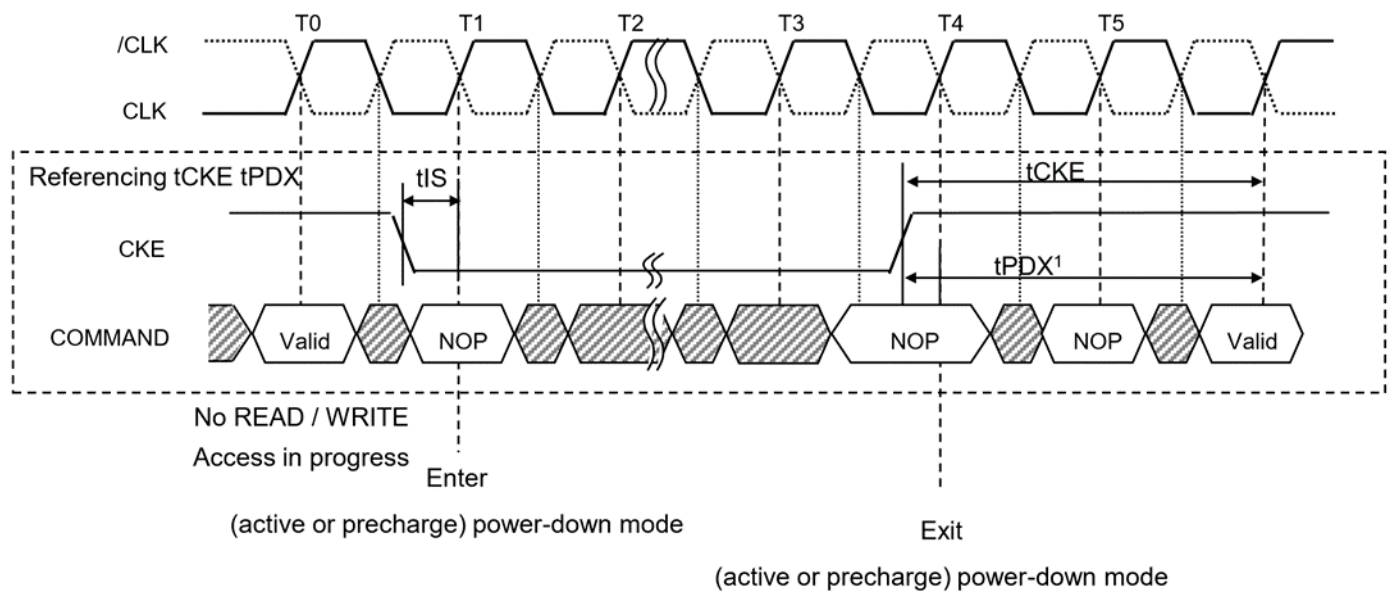 T0 T1 T2 T3 T4 T5
/CLK
CLK
Referencing tCKE tPDX
tIS
tCKE
CKE
tPDX¹
COMMAND
Valid NOP NOP NOP Valid
No READ / WRITE
Access in progress
Enter
(active or precharge) power-down mode
Exit
(active or precharge) power-down mode